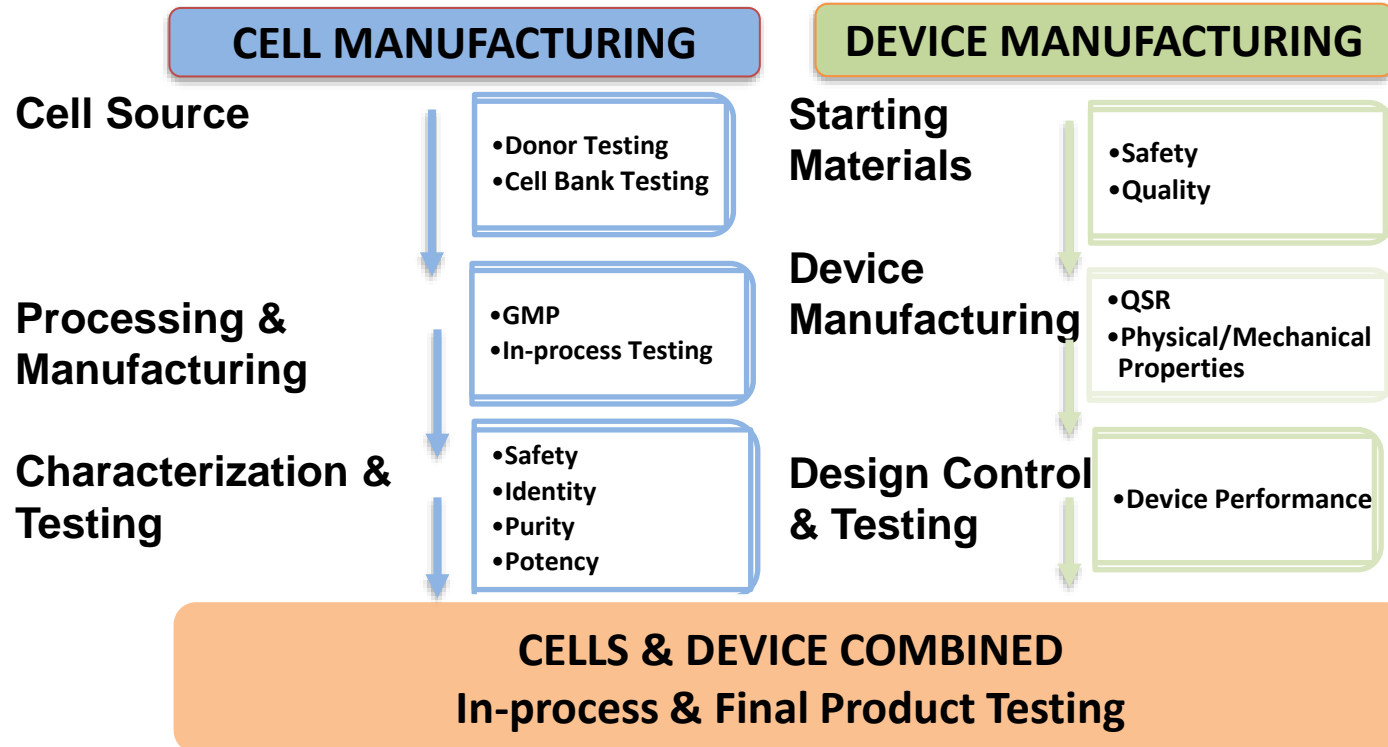 CELL MANUFACTURING
Cell Source
•Donor Testing
•Cell Bank Testing
Processing &
Manufacturing
•GMP
•In-process Testing
Characterization &
Testing
•Safety
•Identity
•Purity
•Potency
DEVICE MANUFACTURING
Starting
Materials
•Safety
•Quality
Device
Manufacturing
•QSR
•Physical/Mechanical
Properties
Design Control
& Testing
•Device Performance
CELLS & DEVICE COMBINED
In-process & Final Product Testing